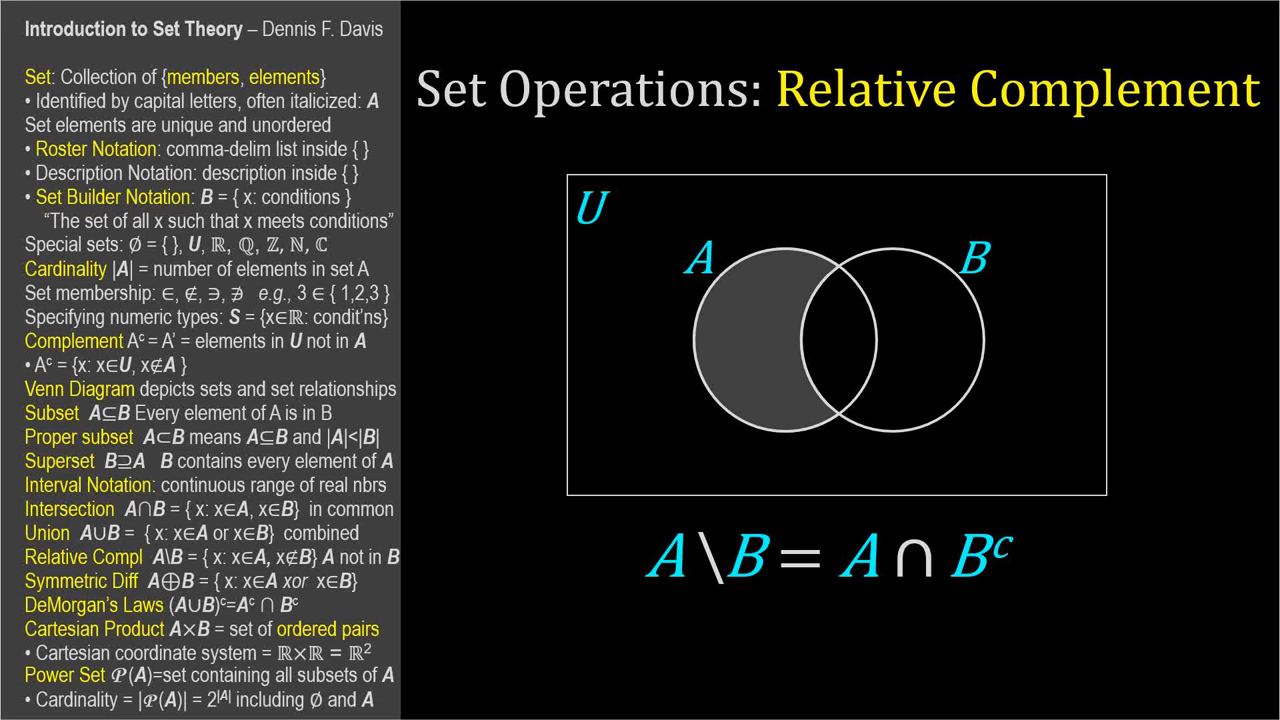 Introduction to Set Theory – Dennis F. Davis
Set: Collection of {members, elements}
• Identified by capital letters, often italicized: A
Set elements are unique and unordered
• Roster Notation: comma-delim list inside { }
• Description Notation: description inside { }
• Set Builder Notation: B = { x: conditions }
“The set of all x such that x meets conditions”
Special sets: ∅ = { }, U, ℝ, ℚ, ℤ, ℕ, ℂ
Cardinality |A| = number of elements in set A
Set membership: ∈, ∉, ∋, ∌ e.g., 3 ∈ { 1,2,3 }
Specifying numeric types: S = {x∈ℝ: condit’ns}
Complement Aᶜ = A’ = elements in U not in A
• Aᶜ = {x: x∈U, x∉A }
Venn Diagram depicts sets and set relationships
Subset A⊆B Every element of A is in B
Proper subset A⊂B means A⊆B and |A|<|B|
Superset B⊇A B contains every element of A
Interval Notation: continuous range of real nbrs
Intersection A∩B = { x: x∈A, x∈B} in common
Union A∪B = { x: x∈A or x∈B} combined
Relative Compl A\B = { x: x∈A, x∉B} A not in B
Symmetric Diff A⊕B = { x: x∈A xor x∈B}
DeMorgan’s Laws (A∪B)ᶜ=Aᶜ ∩ Bᶜ
Cartesian Product A×B = set of ordered pairs
• Cartesian coordinate system = ℝ×ℝ = ℝ²
Power Set 𝒫(A)=set containing all subsets of A
• Cardinality = |𝒫(A)| = 2^|A| including ∅ and A
Set Operations: Relative Complement
U
A
B
A \ B = A ∩ Bᶜ